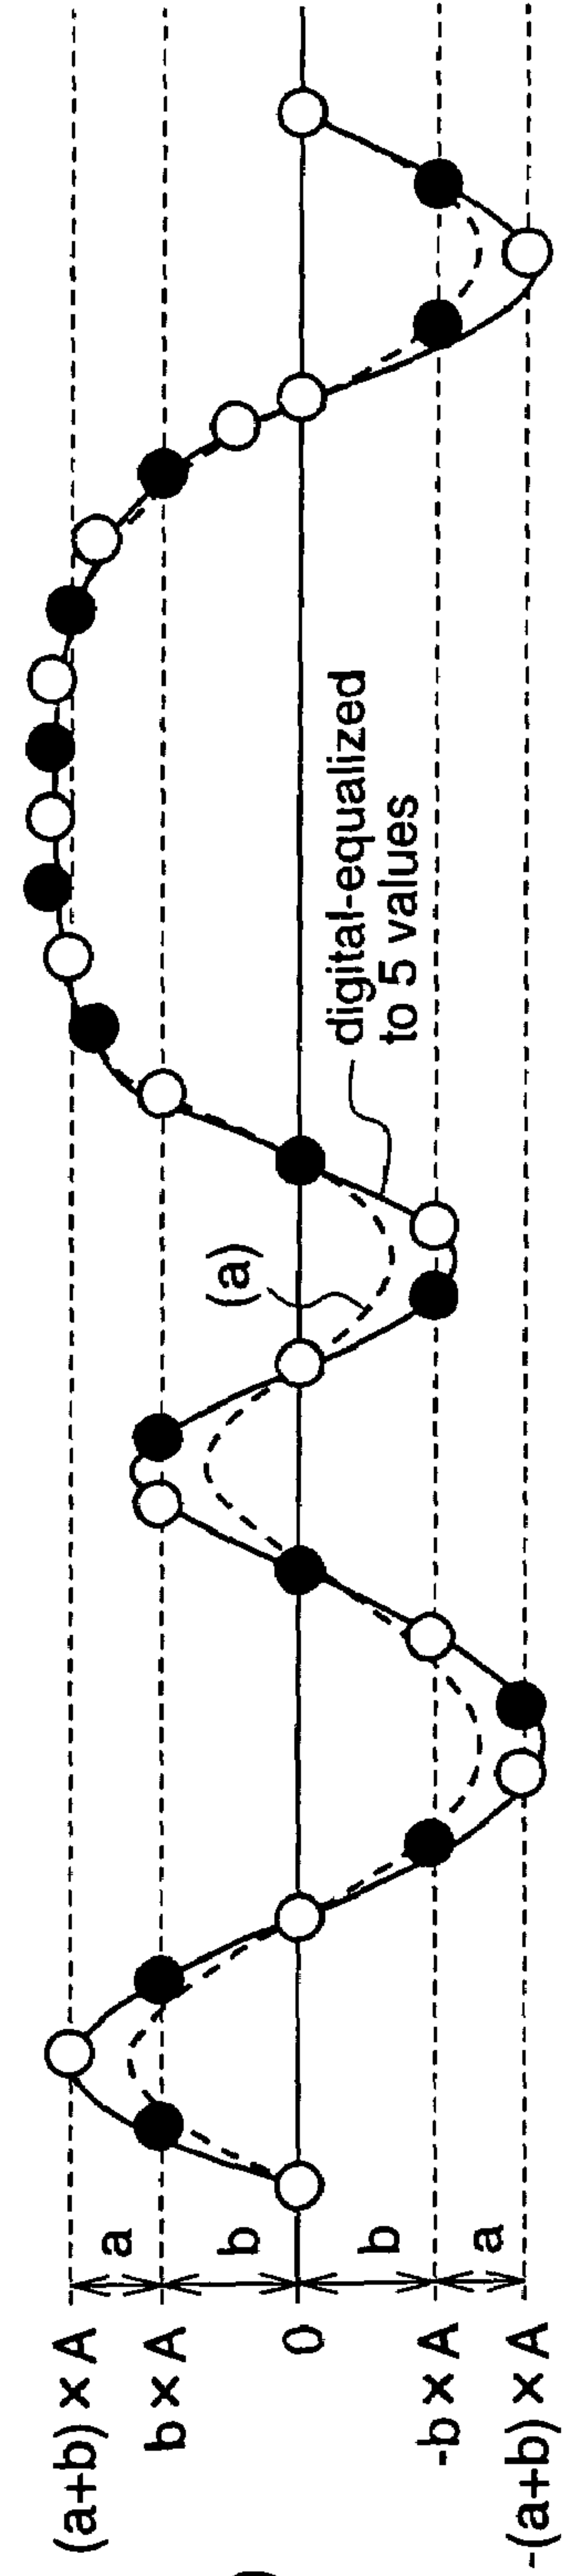 (a+b) × A
b × A
0
-b × A
-(a+b) × A
a
b
b
a
(a)
digital-equalized
to 5 values
)